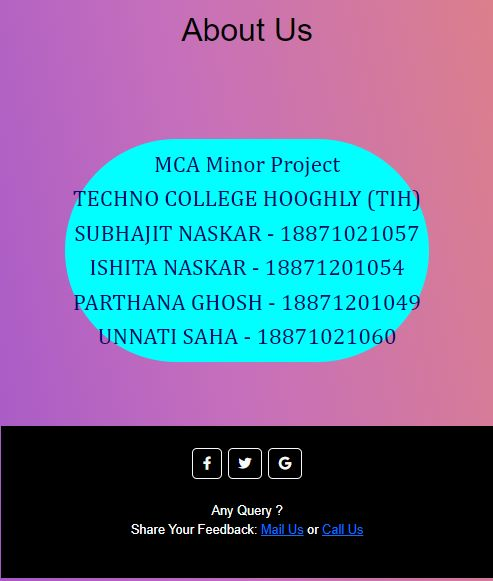 About Us
MCA Minor Project
TECHNO COLLEGE HOOGHLY (TIH)
SUBHAJIT NASKAR - 18871021057
ISHITA NASKAR - 18871201054
PARTHANA GHOSH - 18871201049
UNNATI SAHA - 18871021060
Any Query ?
Share Your Feedback: Mail Us or Call Us